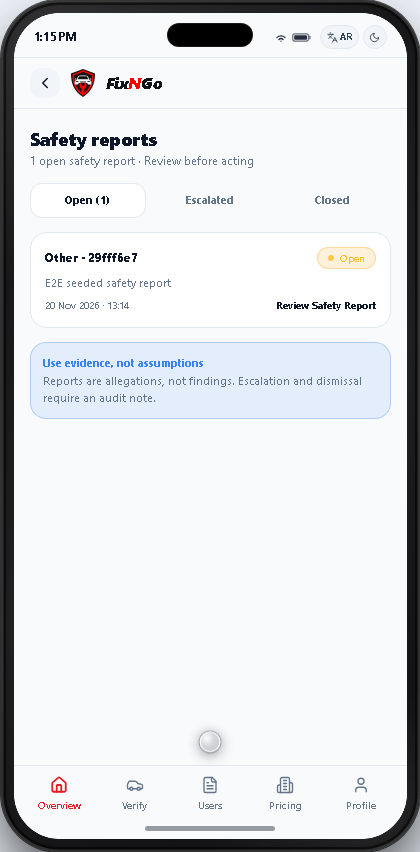 1:15 PM
AR
FixNGo
Safety reports
1 open safety report · Review before acting
Open (1)
Escalated
Closed
Other - 29fff6e7
Open
E2E seeded safety report
20 Nov 2026 · 13:14
Review Safety Report
Use evidence, not assumptions
Reports are allegations, not findings. Escalation and dismissal
require an audit note.
Overview
Verify
Users
Pricing
Profile